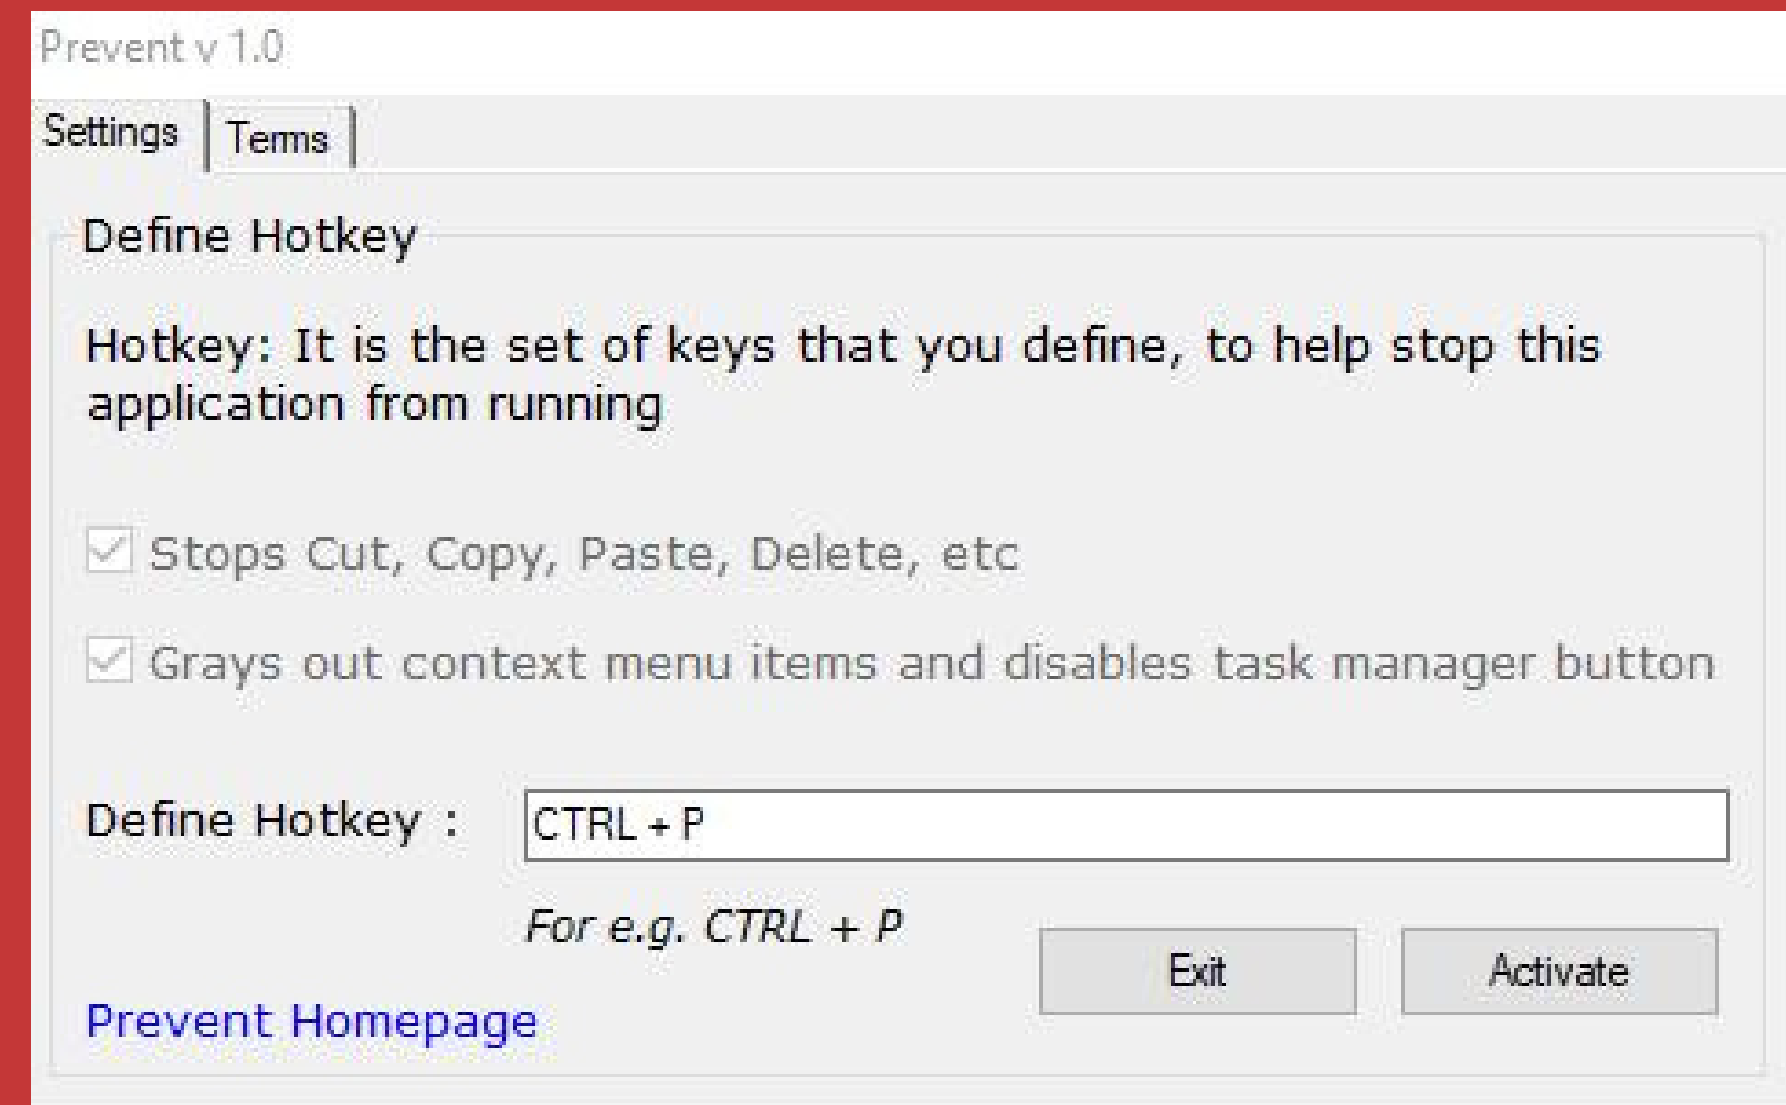 Prevent v 1.0
Settings
Terms
Define Hotkey
Hotkey: It is the set of keys that you define, to help stop this
application from running
Stops Cut, Copy, Paste, Delete, etc
Grays out context menu items and disables task manager button
Define Hotkey :
CTRL + P
For e.g. CTRL + P
Exit
Activate
Prevent Homepage